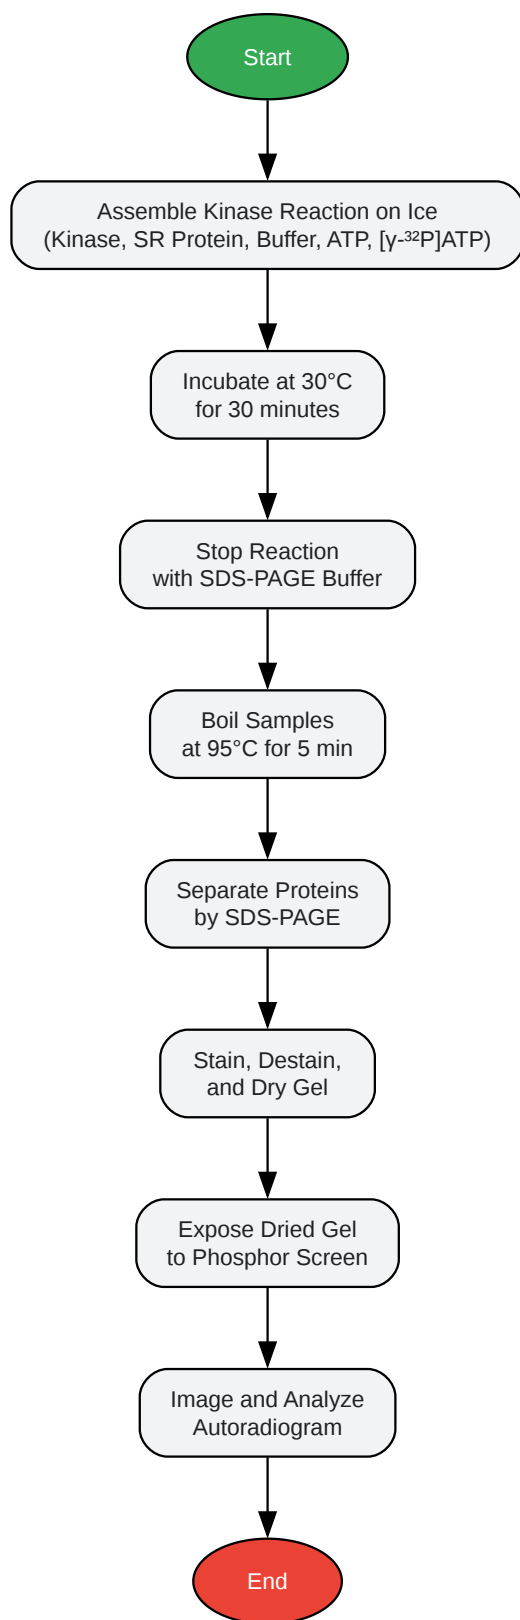 Start
Assemble Kinase Reaction on Ice
(Kinase, SR Protein, Buffer, ATP, [γ-³²P]ATP)
Incubate at 30°C
for 30 minutes
Stop Reaction
with SDS-PAGE Buffer
Boil Samples
at 95°C for 5 min
Separate Proteins
by SDS-PAGE
Stain, Destain,
and Dry Gel
Expose Dried Gel
to Phosphor Screen
Image and Analyze
Autoradiogram
End